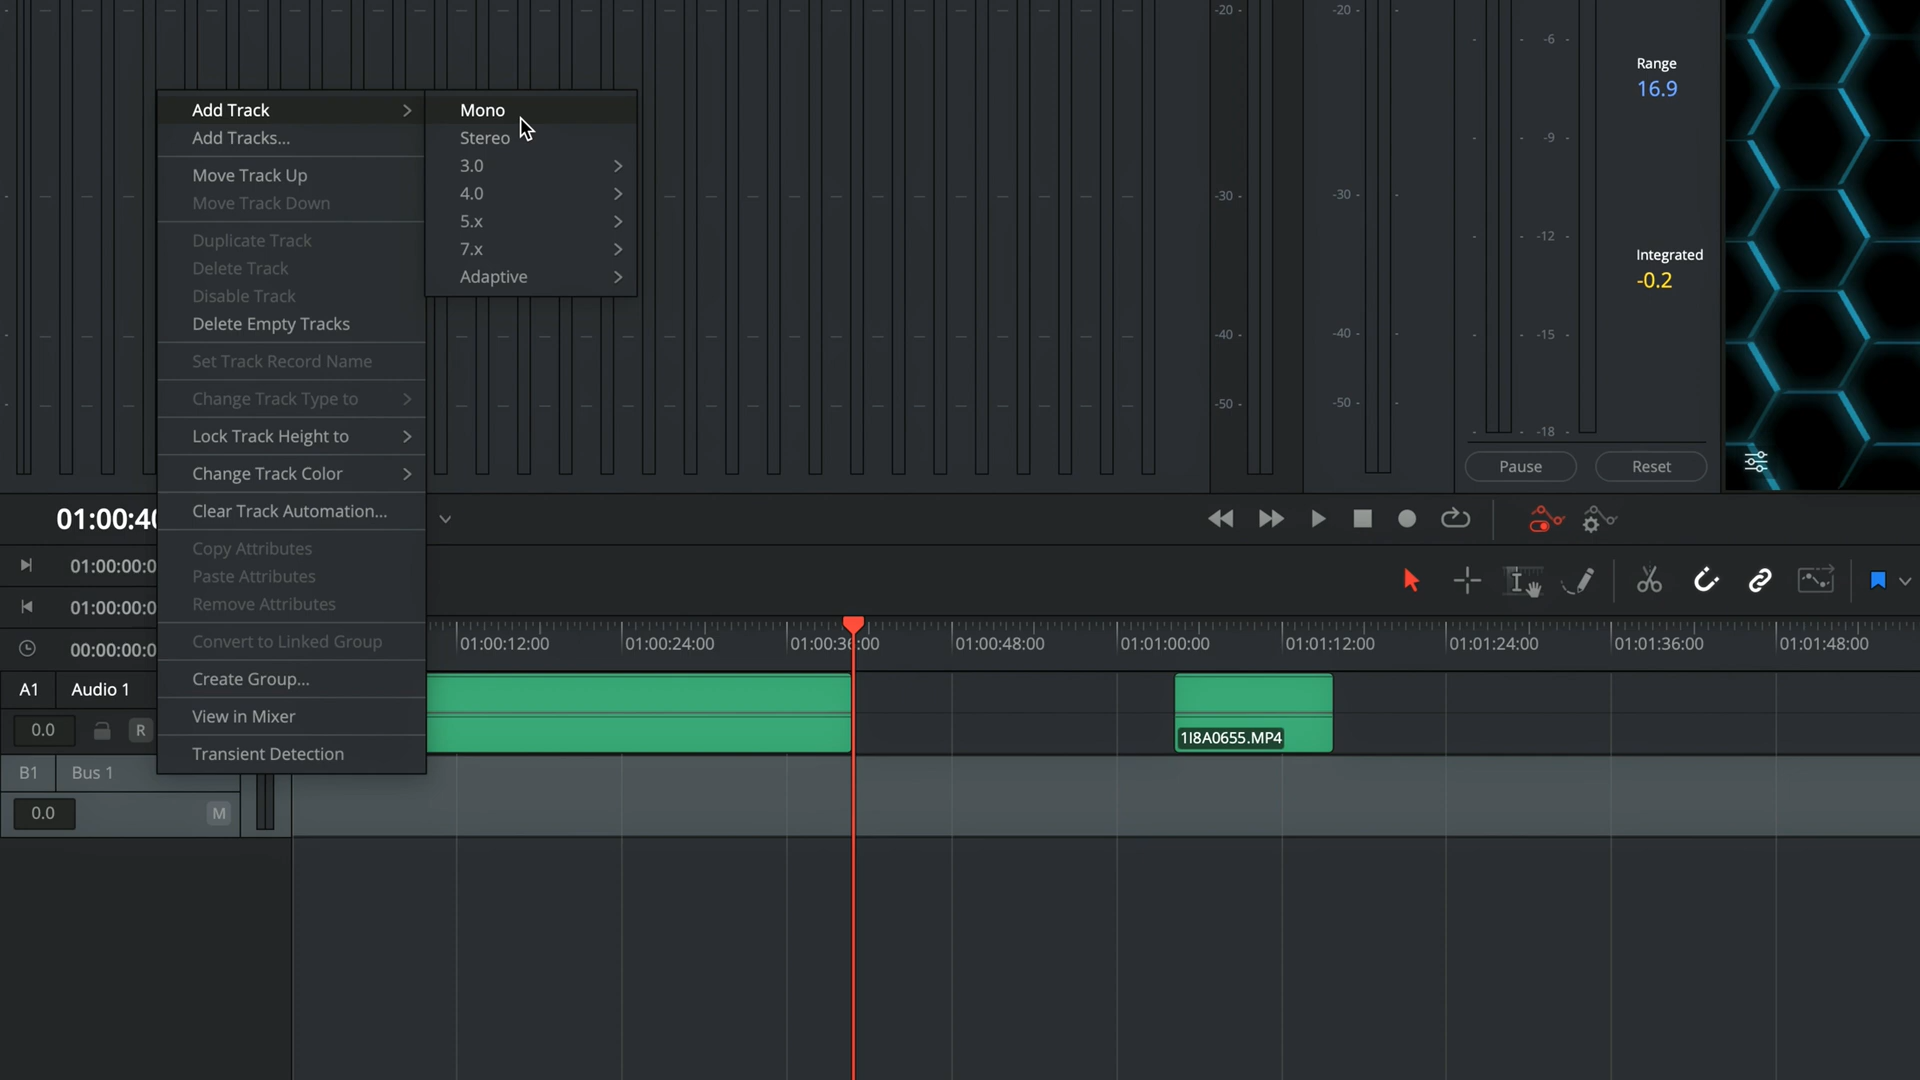 -20 -
-20 -
-6 -
Range
16.9
Add Track
Add Tracks...
Move Track Up
Move Track Down
Duplicate Track
Delete Track
Disable Track
Delete Empty Tracks
Set Track Record Name
Change Track Type to
Lock Track Height to
Change Track Color
Clear Track Automation...
Copy Attributes
Paste Attributes
Remove Attributes
Convert to Linked Group
Create Group...
View in Mixer
Transient Detection
Mono
Stereo
3.0
4.0
5.x
7.x
Adaptive
-9 -
-30 -
-30 -
-12 -
Integrated
-0.2
-40 -
-40 -
-15 -
-50 -
-50 -
-18
Pause
Reset
01:00:40
01:00:00:0
01:00:00:0
00:00:00:0
01:00:12:00
01:00:24:00
01:00:36:00
01:00:48:00
01:01:00:00
01:01:12:00
01:01:24:00
01:01:36:00
01:01:48:00
A1
Audio 1
0.0
R
1I8A0655.MP4
B1
Bus 1
0.0
M